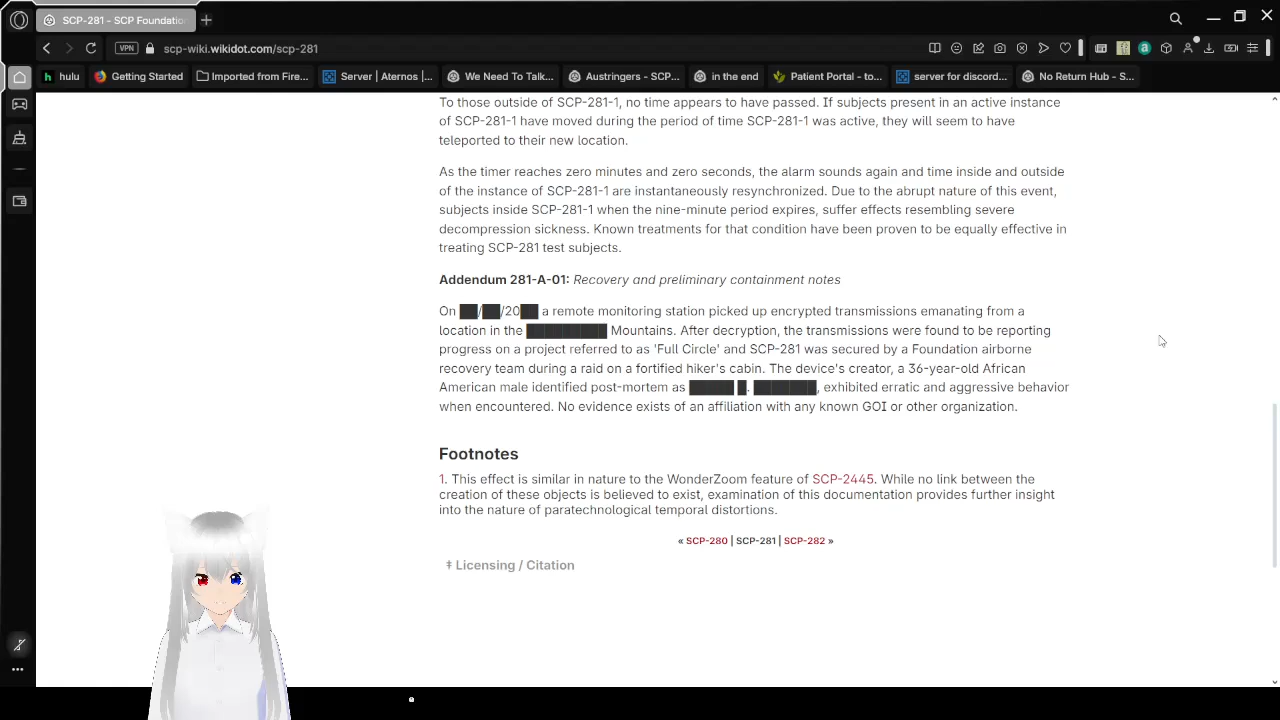 SCP-281 - SCP Foundation
VPN
scp-wiki.wikidot.com/scp-281
hulu
Getting Started
Imported from Fire...
Server | Aternos |...
We Need To Talk...
Austringers - SCP...
in the end
Patient Portal - to...
server for discord...
No Return Hub - S...
To those outside of SCP-281-1, no time appears to have passed. If subjects present in an active instance
of SCP-281-1 have moved during the period of time SCP-281-1 was active, they will seem to have
teleported to their new location.
As the timer reaches zero minutes and zero seconds, the alarm sounds again and time inside and outside
of the instance of SCP-281-1 are instantaneously resynchronized. Due to the abrupt nature of this event,
subjects inside SCP-281-1 when the nine-minute period expires, suffer effects resembling severe
decompression sickness. Known treatments for that condition have been proven to be equally effective in
treating SCP-281 test subjects.
Addendum 281-A-01: Recovery and preliminary containment notes
On ██/██/20██ a remote monitoring station picked up encrypted transmissions emanating from a
location in the █████████ Mountains. After decryption, the transmissions were found to be reporting
progress on a project referred to as 'Full Circle' and SCP-281 was secured by a Foundation airborne
recovery team during a raid on a fortified hiker's cabin. The device's creator, a 36-year-old African
American male identified post-mortem as █████ █. ███████, exhibited erratic and aggressive behavior
when encountered. No evidence exists of an affiliation with any known GOI or other organization.
Footnotes
1. This effect is similar in nature to the WonderZoom feature of SCP-2445. While no link between the
creation of these objects is believed to exist, examination of this documentation provides further insight
into the nature of paratechnological temporal distortions.
« SCP-280 | SCP-281 | SCP-282 »
‡ Licensing / Citation